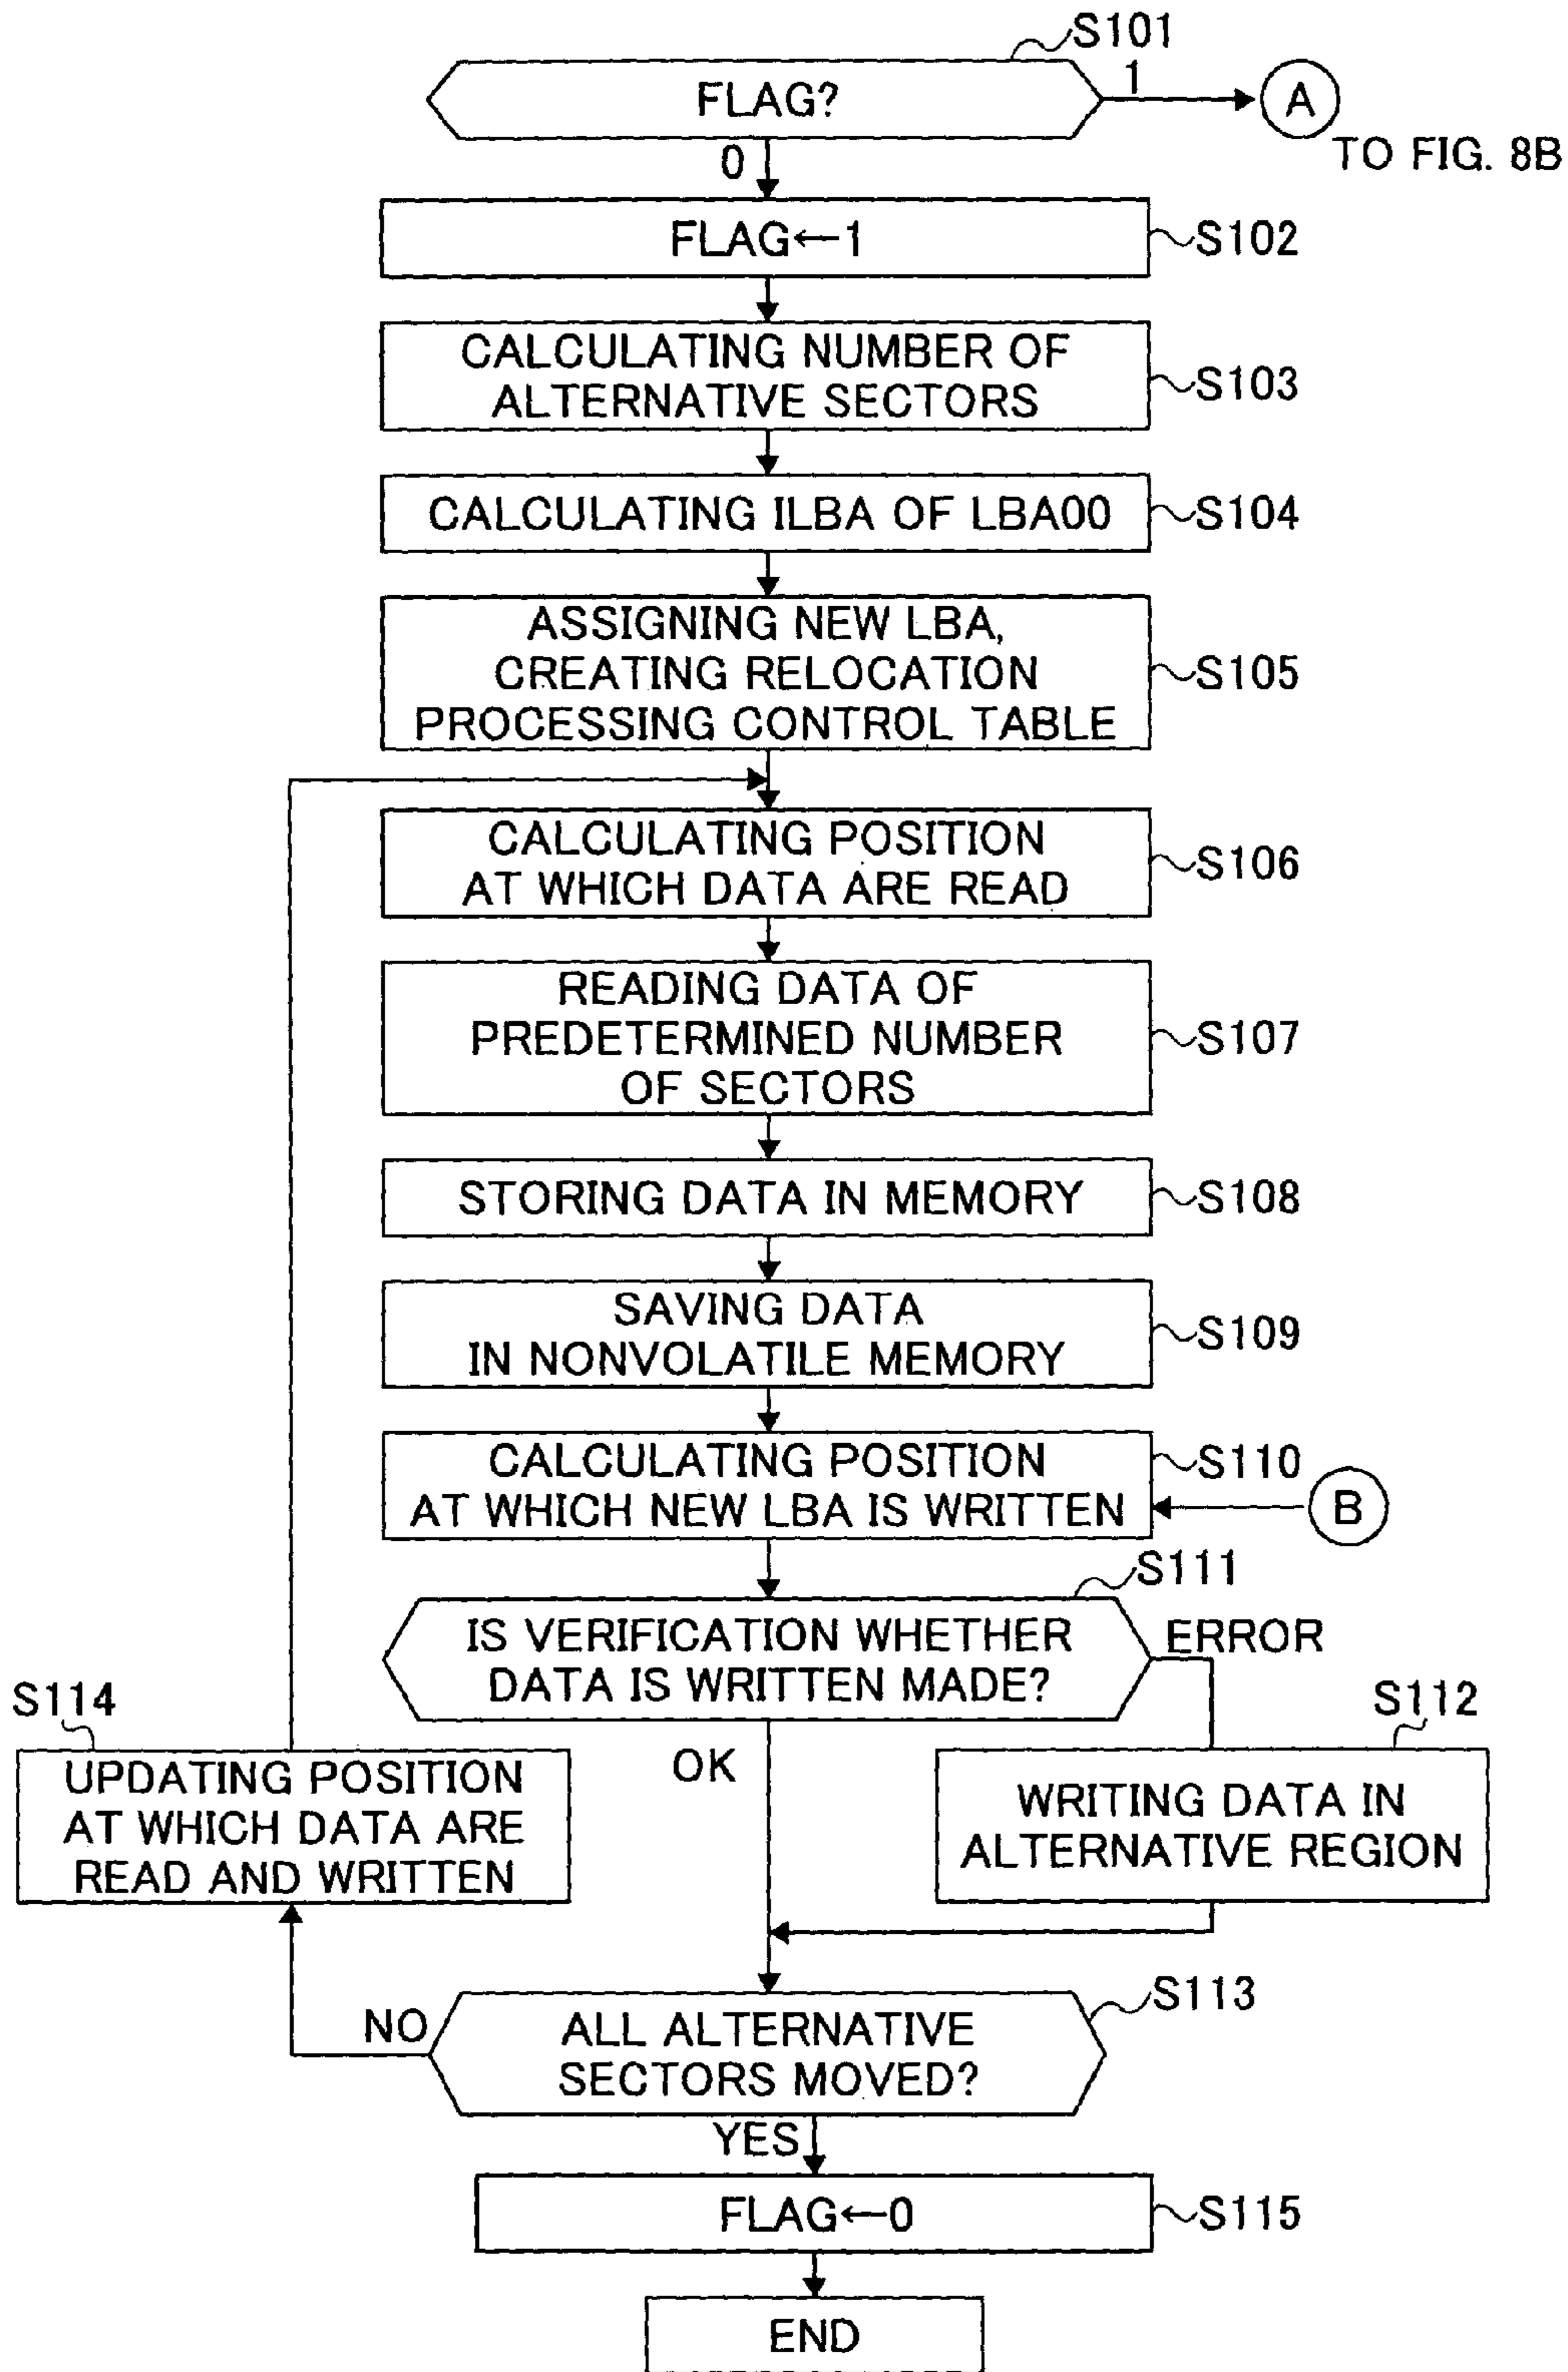 S101
FLAG?
1
A
TO FIG. 8B
0
FLAG←1
S102
CALCULATING NUMBER OF
ALTERNATIVE SECTORS
S103
CALCULATING ILBA OF LBA00
S104
ASSIGNING NEW LBA,
CREATING RELOCATION
PROCESSING CONTROL TABLE
S105
CALCULATING POSITION
AT WHICH DATA ARE READ
S106
READING DATA OF
PREDETERMINED NUMBER
OF SECTORS
S107
STORING DATA IN MEMORY
S108
SAVING DATA
IN NONVOLATILE MEMORY
S109
CALCULATING POSITION
AT WHICH NEW LBA IS WRITTEN
S110
B
S111
IS VERIFICATION WHETHER
DATA IS WRITTEN MADE?
ERROR
OK
S112
WRITING DATA IN
ALTERNATIVE REGION
S114
UPDATING POSITION
AT WHICH DATA ARE
READ AND WRITTEN
S113
ALL ALTERNATIVE
SECTORS MOVED?
NO
YES
FLAG←0
S115
END